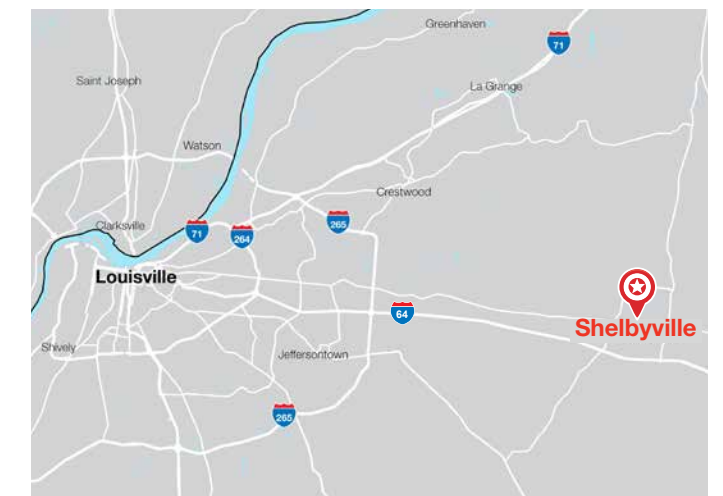 Greenhaven
71
Saint Joseph
La Grange
Watson
Crestwood
Clarksville
71
264
265
Louisville
64
Shelbyville
Shively
Jeffersontown
265